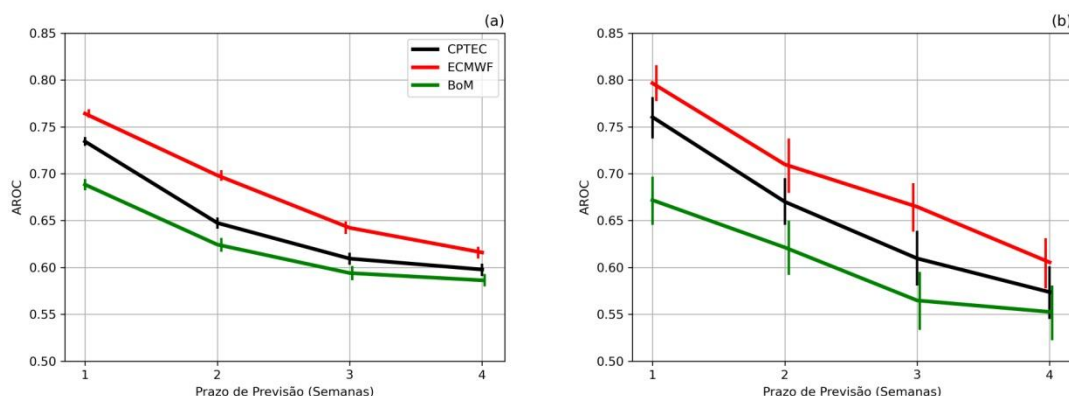 (a)
AROC
0.85
0.80
0.75
0.70
0.65
0.60
0.55
0.50
CPTEC
ECMWF
BoM
1 2 3 4
Prazo de Previsão (Semanas)
(b)
AROC
0.85
0.80
0.75
0.70
0.65
0.60
0.55
0.50
1 2 3 4
Prazo de Previsão (Semanas)